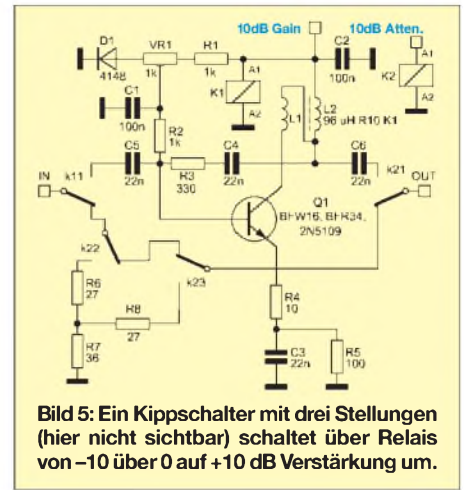 10dB Gain 10dB Atten.
D1 VR1 R1 C2 A1
4148 1k 1k A1 100n K2
K1 A2
C1 A2 L2
100n L1 96 uH R10 K1
R2
1k
C5 C4 C6 k21
IN k11 22n R3 22n 22n OUT
330
Q1
BFW16, BFR34,
2N5109
k22
k23
R6
27
R8 R4
27 10
R7 C3 R5
36 22n 100
Bild 5: Ein Kippschalter mit drei Stellungen
(hier nicht sichtbar) schaltet über Relais
von –10 über 0 auf +10 dB Verstärkung um.